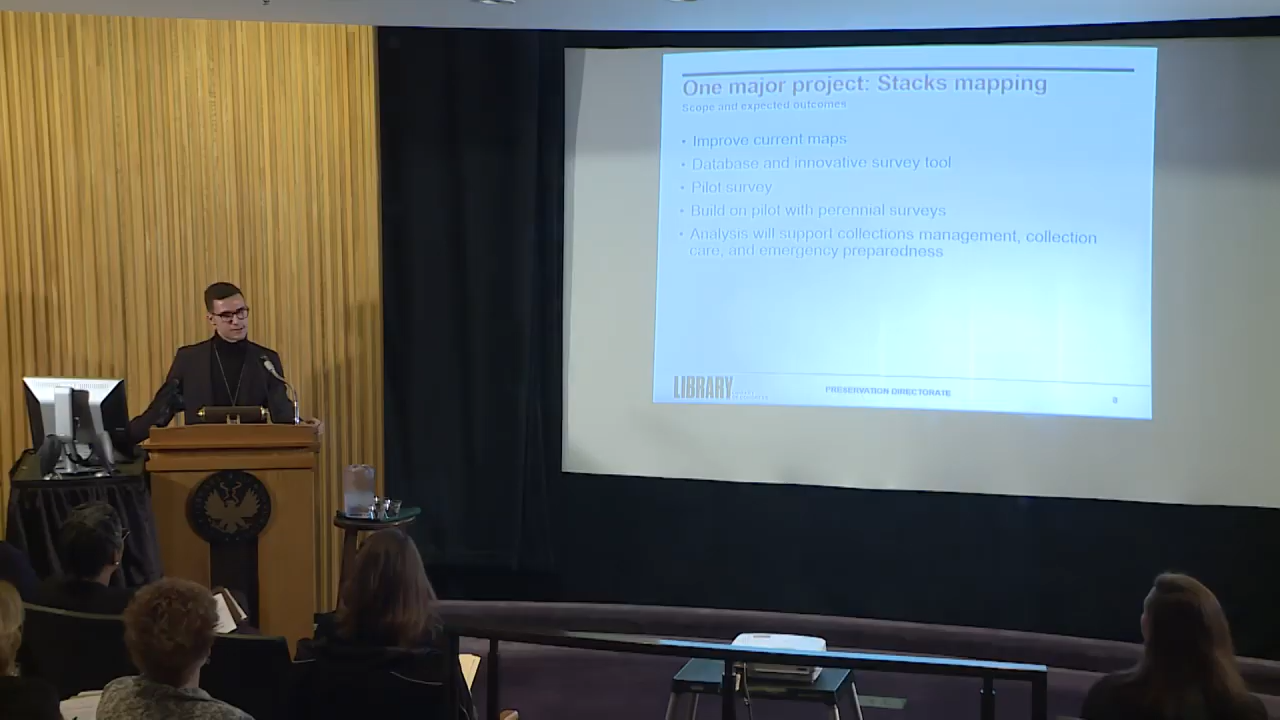 One major project: Stacks mapping
Scope and expected outcomes
• Improve current maps
• Database and innovative survey tool
• Pilot survey
• Build on pilot with perennial surveys
• Analysis will support collections management, collection
care, and emergency preparedness
LIBRARY
PRESERVATION DIRECTORATE
8